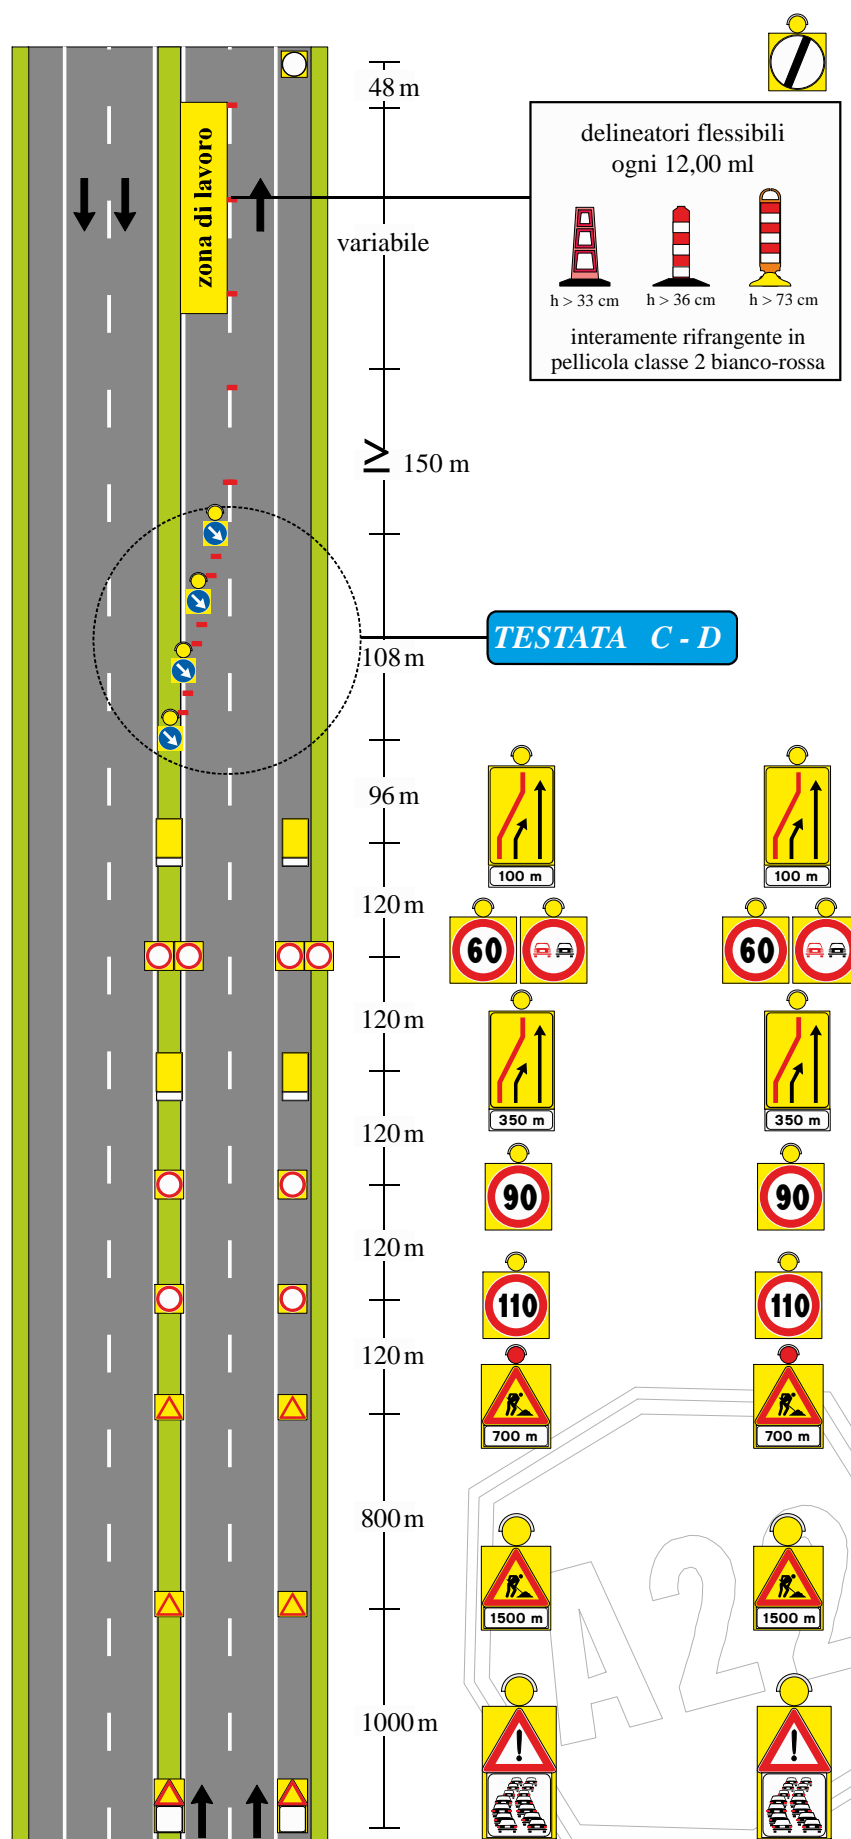 48 m
delineatori flessibili
ogni 12,00 ml
h > 33 cm
h > 36 cm
h > 73 cm
interamente rifrangente in
pellicola classe 2 bianco-rossa
zona di lavoro
variabile
≥ 150 m
TESTATA C - D
108 m
96 m
100 m
100 m
120 m
60
60
120 m
350 m
350 m
120 m
90
90
120 m
110
110
120 m
700 m
700 m
800 m
1500 m
1500 m
A22
1000 m